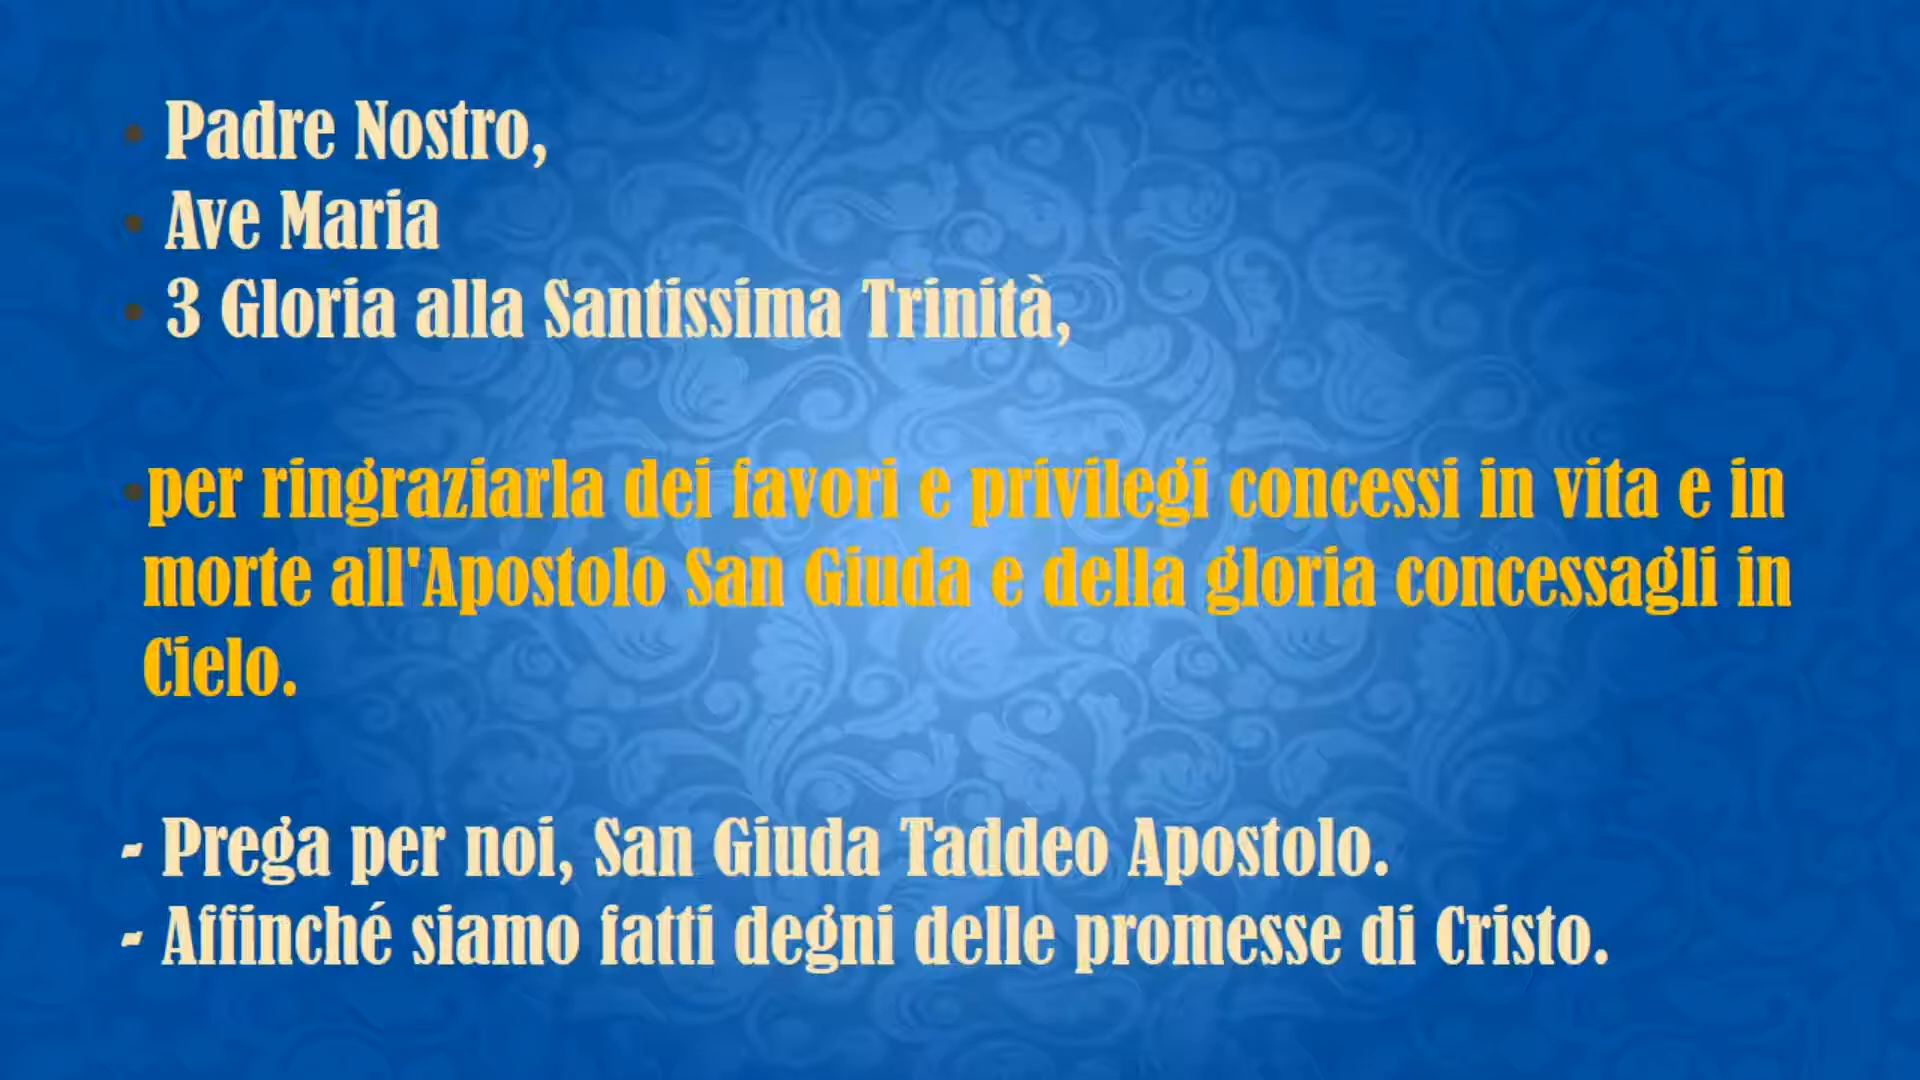 • Padre Nostro,
• Ave Maria
• 3 Gloria alla Santissima Trinità,
•per ringraziarla dei favori e privilegi concessi in vita e in
morte all'Apostolo San Giuda e della gloria concessagli in
Cielo.
- Prega per noi, San Giuda Taddeo Apostolo.
- Affinché siamo fatti degni delle promesse di Cristo.